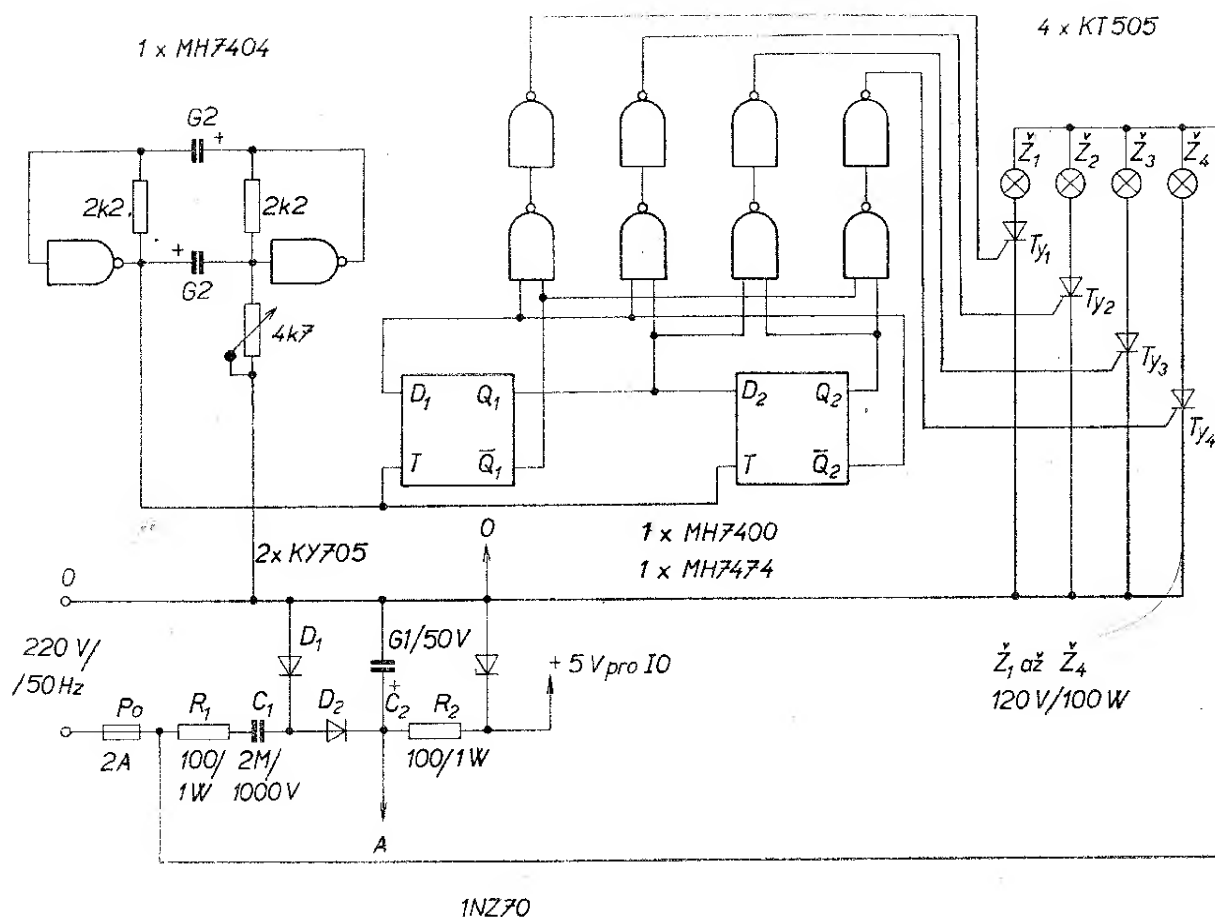 1 x MH7404
4 x KT505
G2
+
2k2
2k2
+
G2
4k7
Ž1
Ž2
Ž3
Ž4
Ty1
Ty2
Ty3
Ty4
D1
Q1
T
Q̅1
D2
Q2
T
Q̅2
1 x MH7400
1 x MH7474
2x KY705
0
0
220 V/
/50 Hz
D1
G1/50V
+
+ 5 V pro IO
Ž1 až Ž4
120 V/100 W
Po
2A
R1
100/
1W
C1
2M/
1000 V
D2
C2
R2
100/1W
A
1NZ70